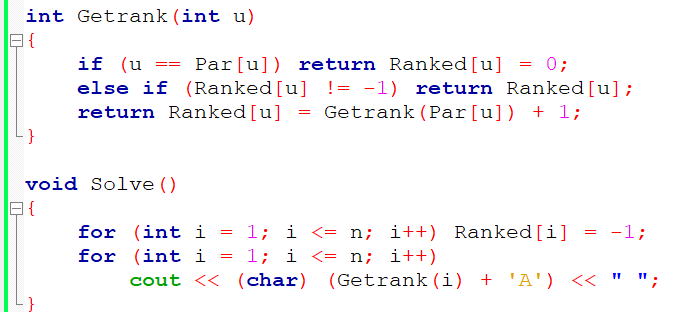 int Getrank(int u)
{
    if (u == Par[u]) return Ranked[u] = 0;
    else if (Ranked[u] != -1) return Ranked[u];
    return Ranked[u] = Getrank(Par[u]) + 1;
}
void Solve()
{
    for (int i = 1; i <= n; i++) Ranked[i] = -1;
    for (int i = 1; i <= n; i++)
        cout << (char) (Getrank(i) + 'A') << " ";
}